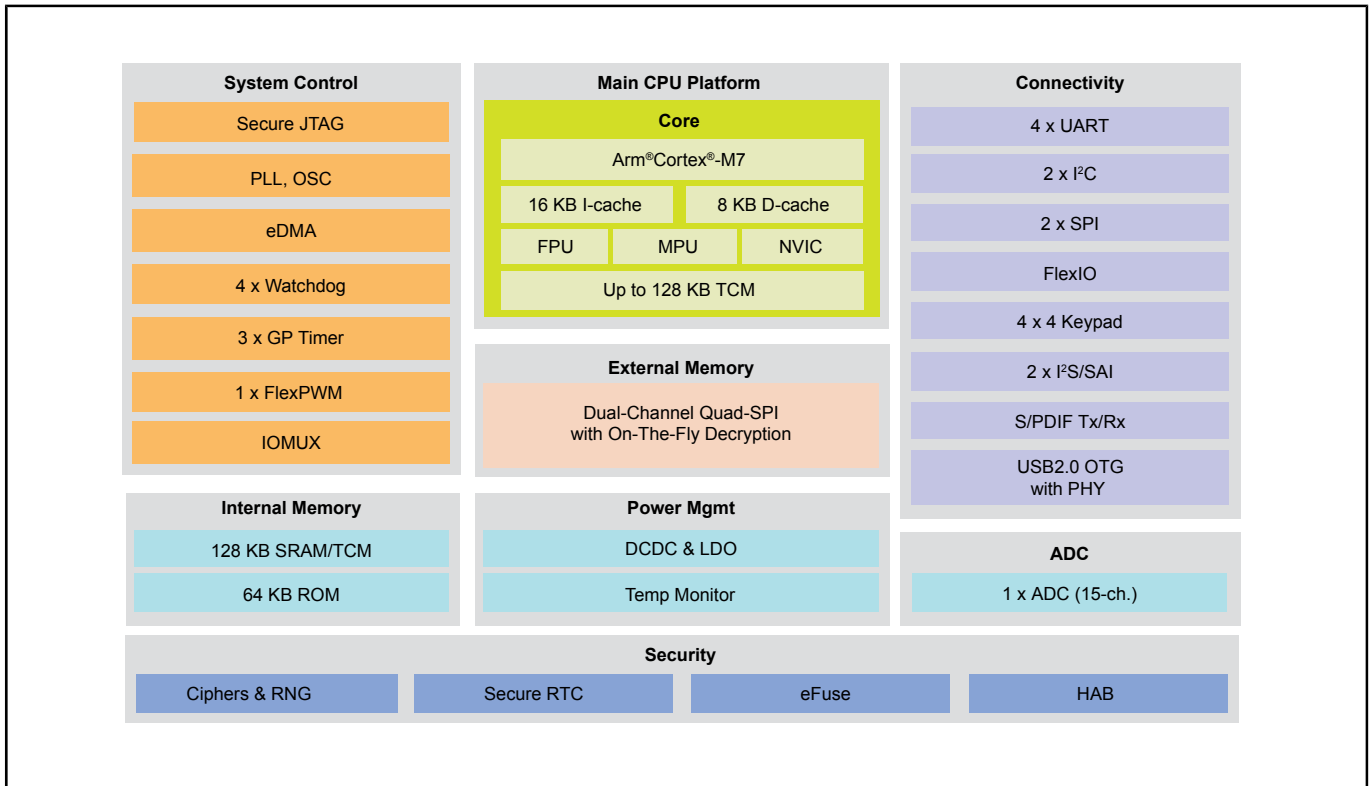 System Control
Secure JTAG
PLL, OSC
eDMA
4 x Watchdog
3 x GP Timer
1 x FlexPWM
IOMUX
Main CPU Platform
Core
Arm®Cortex®-M7
16 KB I-cache
8 KB D-cache
FPU
MPU
NVIC
Up to 128 KB TCM
External Memory
Dual-Channel Quad-SPI
with On-The-Fly Decryption
Connectivity
4 x UART
2 x I²C
2 x SPI
FlexIO
4 x 4 Keypad
2 x I²S/SAI
S/PDIF Tx/Rx
USB2.0 OTG
with PHY
Internal Memory
128 KB SRAM/TCM
64 KB ROM
Power Mgmt
DCDC & LDO
Temp Monitor
ADC
1 x ADC (15-ch.)
Security
Ciphers & RNG
Secure RTC
eFuse
HAB